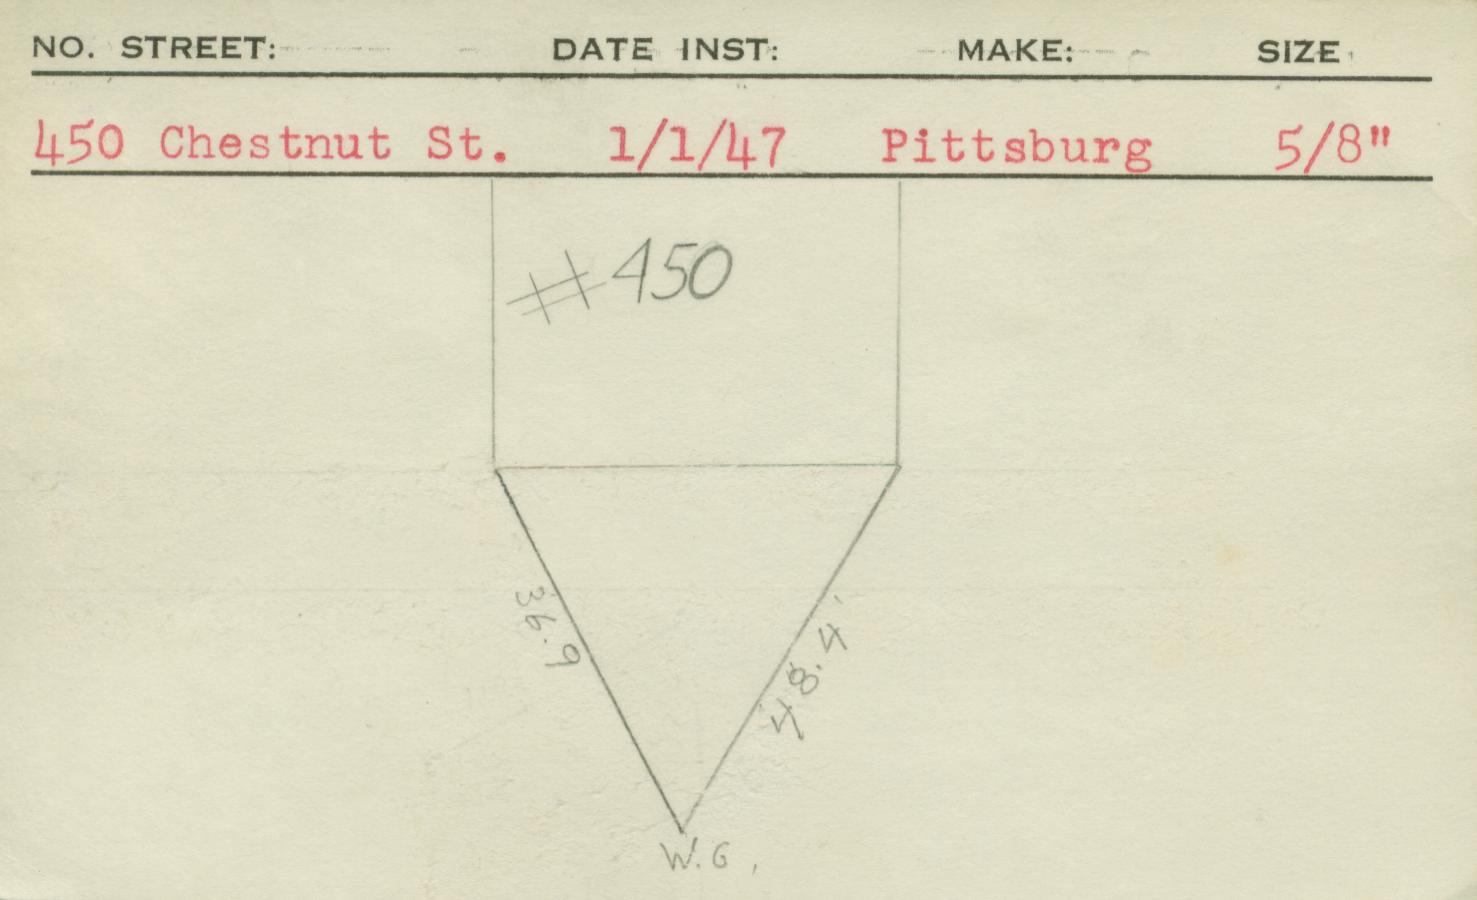 NO. STREET: DATE INST: MAKE: SIZE
450 Chestnut St. 1/1/47 Pittsburg 5/8"
#450
36.9
48.4'
W.G.